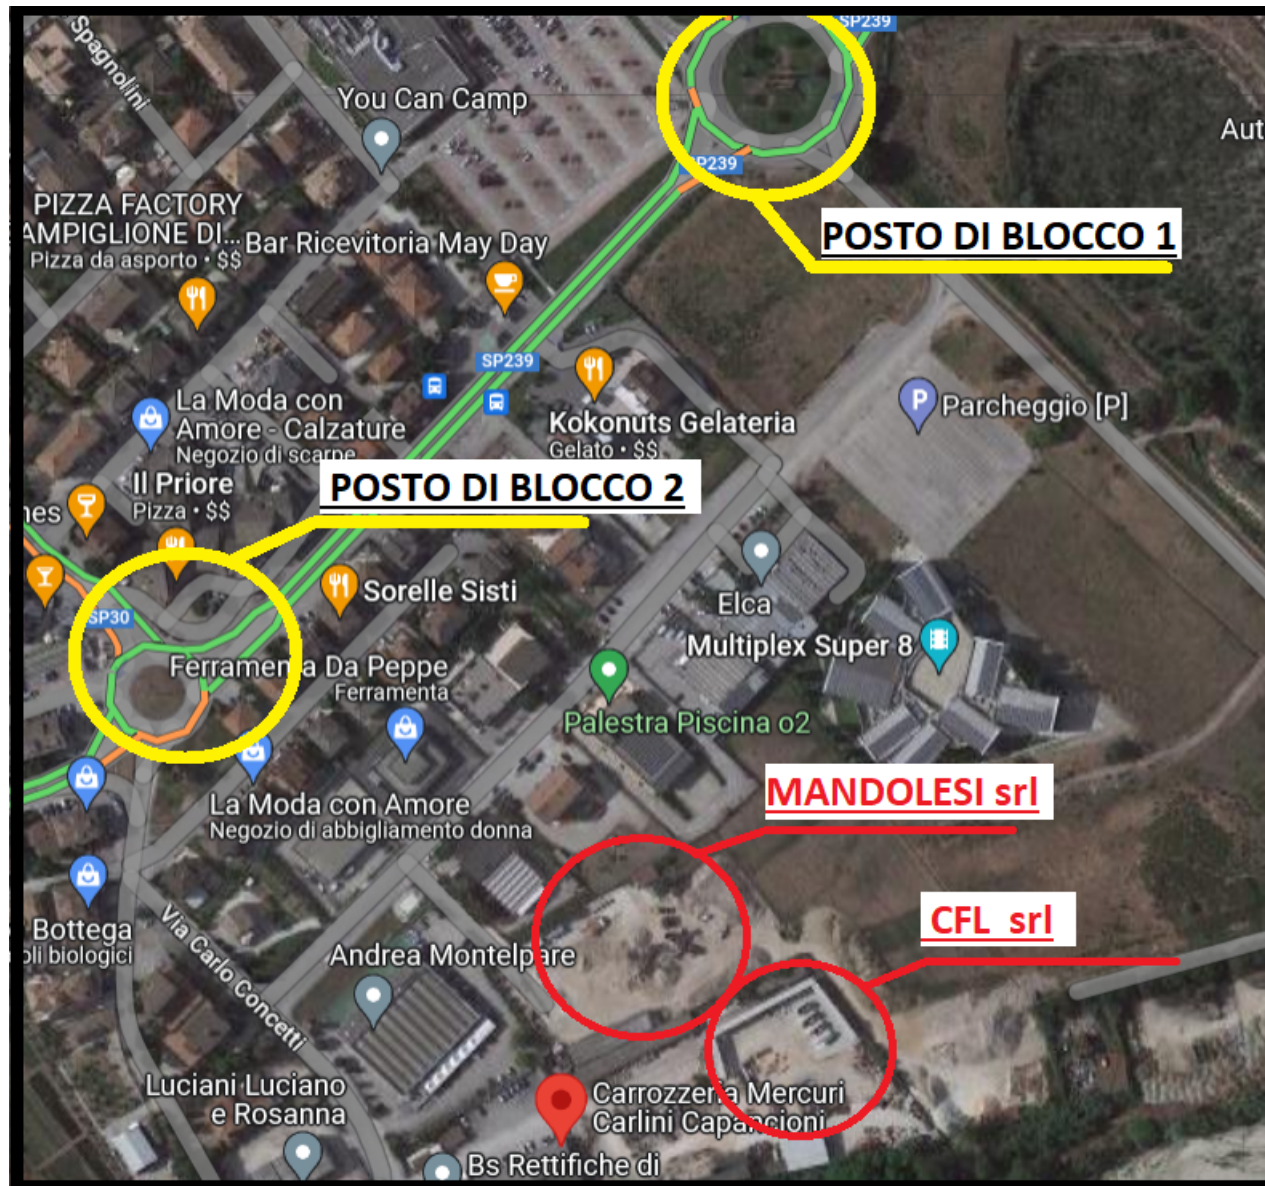 SP239
Spagnolini
You Can Camp
Aut
SP239
PIZZA FACTORY
AMPIGLIONE DI...
Pizza da asporto • $$
Bar Ricevitoria May Day
POSTO DI BLOCCO 1
SP239
La Moda con
Amore - Calzature
Negozio di scarpe
Kokonuts Gelateria
Gelato • $$
P
Parcheggio [P]
Il Priore
Pizza • $$
POSTO DI BLOCCO 2
nes
Sorelle Sisti
Elca
SP30
Multiplex Super 8
Ferramenta Da Peppe
Ferramenta
Palestra Piscina o2
La Moda con Amore
Negozio di abbigliamento donna
MANDOLESI srl
CFL srl
Bottega
oli biologici
Via Carlo Concetti
Andrea Montelpare
Luciani Luciano
e Rosanna
Carrozzeria Mercuri
Carlini Capancioni
Bs Rettifiche di